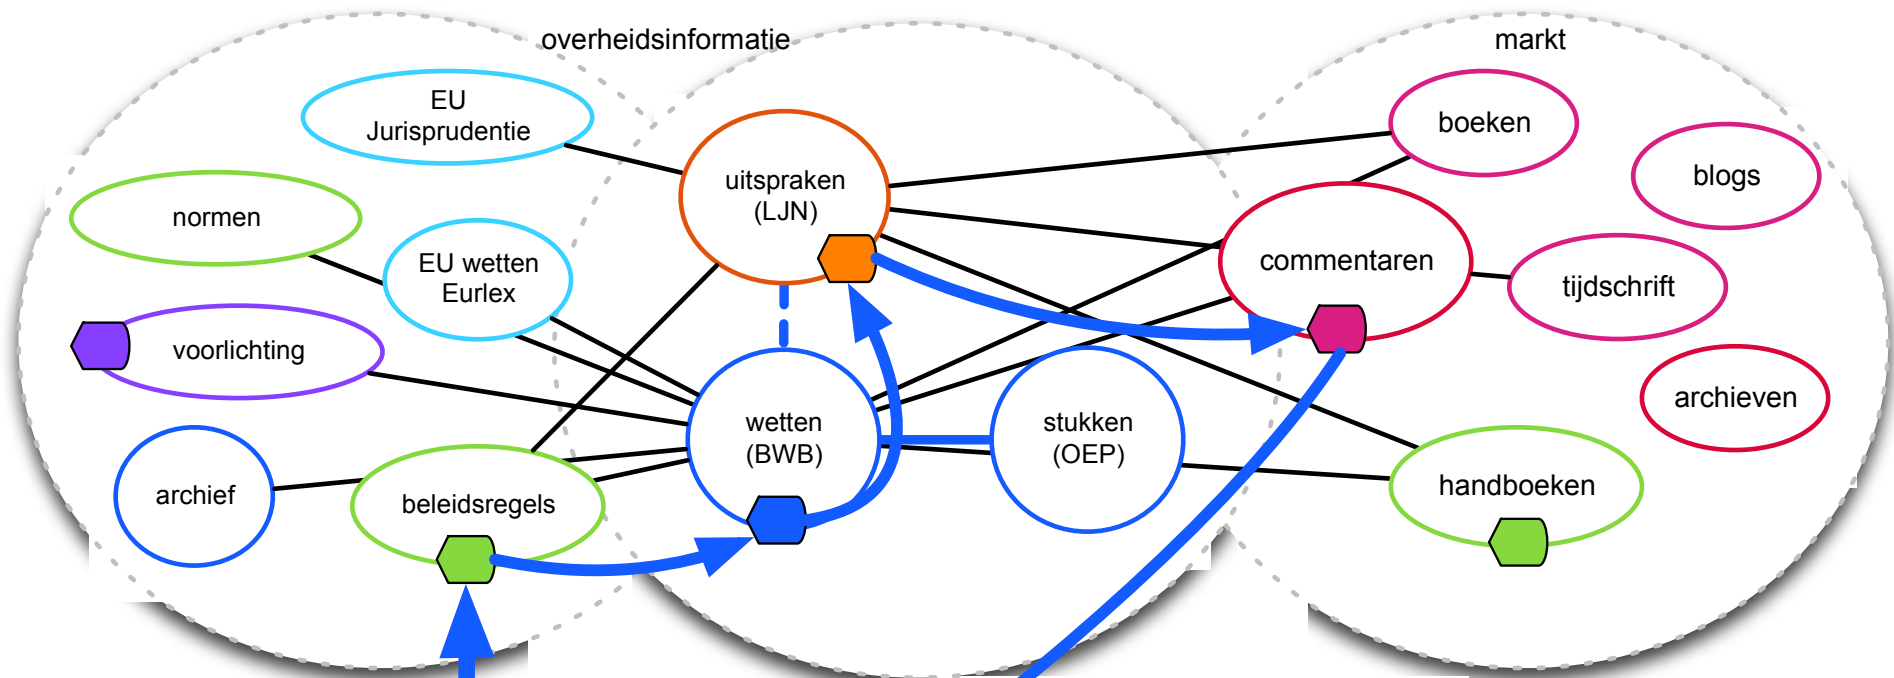 overheidsinformatie
markt
EU
Jurisprudentie
normen
EU wetten
Eurlex
voorlichting
archief
beleidsregels
uitspraken
(LJN)
wetten
(BWB)
stukken
(OEP)
boeken
blogs
commentaren
tijdschrift
archieven
handboeken